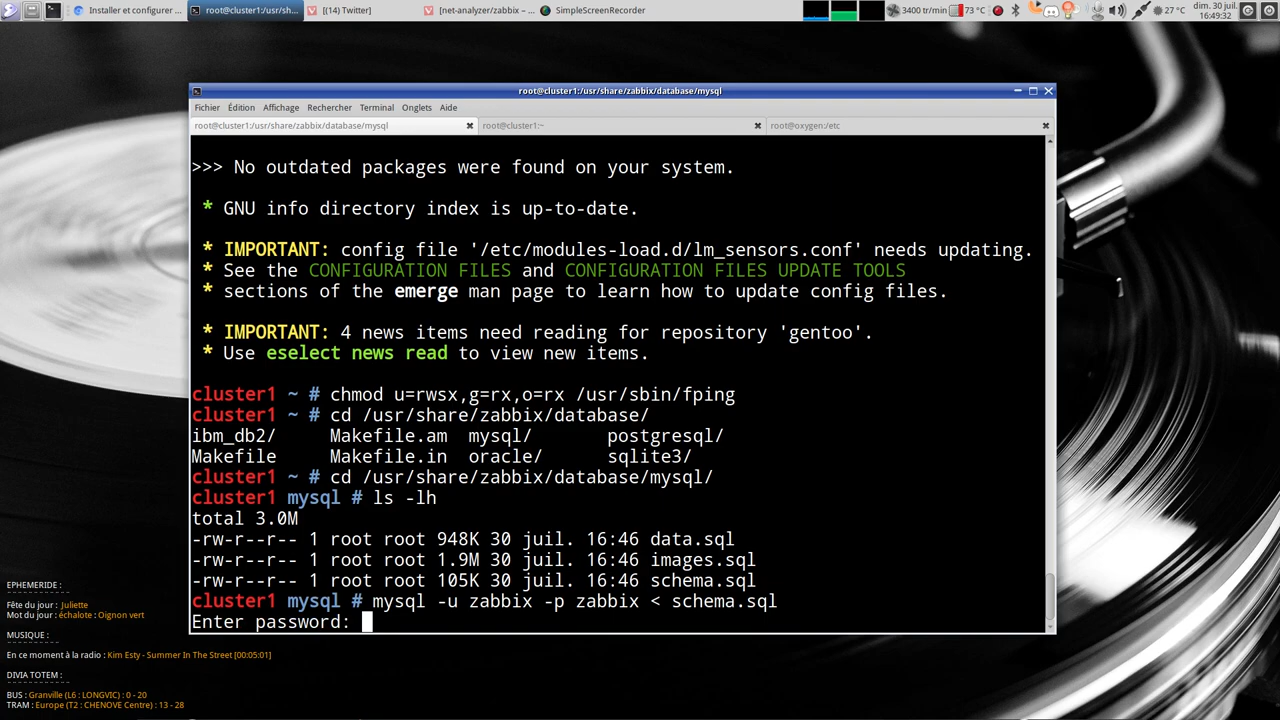 Installer et configurer ...
root@cluster1:/usr/sh...
[(14) Twitter]
[net-analyzer/zabbix – ...
SimpleScreenRecorder
3400 tr/min
73 °C
27 °C
dim. 30 juil.
16:49:32
root@cluster1:/usr/share/zabbix/database/mysql
Fichier Édition Affichage Rechercher Terminal Onglets Aide
root@cluster1:/usr/share/zabbix/database/mysql
root@cluster1:~
root@oxygen:/etc
>>> No outdated packages were found on your system.
* GNU info directory index is up-to-date.
* IMPORTANT: config file '/etc/modules-load.d/lm_sensors.conf' needs updating.
* See the CONFIGURATION FILES and CONFIGURATION FILES UPDATE TOOLS
* sections of the emerge man page to learn how to update config files.
* IMPORTANT: 4 news items need reading for repository 'gentoo'.
* Use eselect news read to view new items.
cluster1 ~ # chmod u=rwsx,g=rx,o=rx /usr/sbin/fping
cluster1 ~ # cd /usr/share/zabbix/database/
ibm_db2/ Makefile.am mysql/ postgresql/
Makefile Makefile.in oracle/ sqlite3/
cluster1 ~ # cd /usr/share/zabbix/database/mysql/
cluster1 mysql # ls -lh
total 3.0M
-rw-r--r-- 1 root root 948K 30 juil. 16:46 data.sql
-rw-r--r-- 1 root root 1.9M 30 juil. 16:46 images.sql
-rw-r--r-- 1 root root 105K 30 juil. 16:46 schema.sql
cluster1 mysql # mysql -u zabbix -p zabbix < schema.sql
Enter password:
EPHEMERIDE :
Fête du jour : Juliette
Mot du jour : échalote : Oignon vert
MUSIQUE :
En ce moment à la radio : Kim Esty - Summer In The Street [00:05:01]
DIVIA TOTEM :
BUS : Granville (L6 : LONGVIC) : 0 - 20
TRAM : Europe (T2 : CHENOVE Centre) : 13 - 28